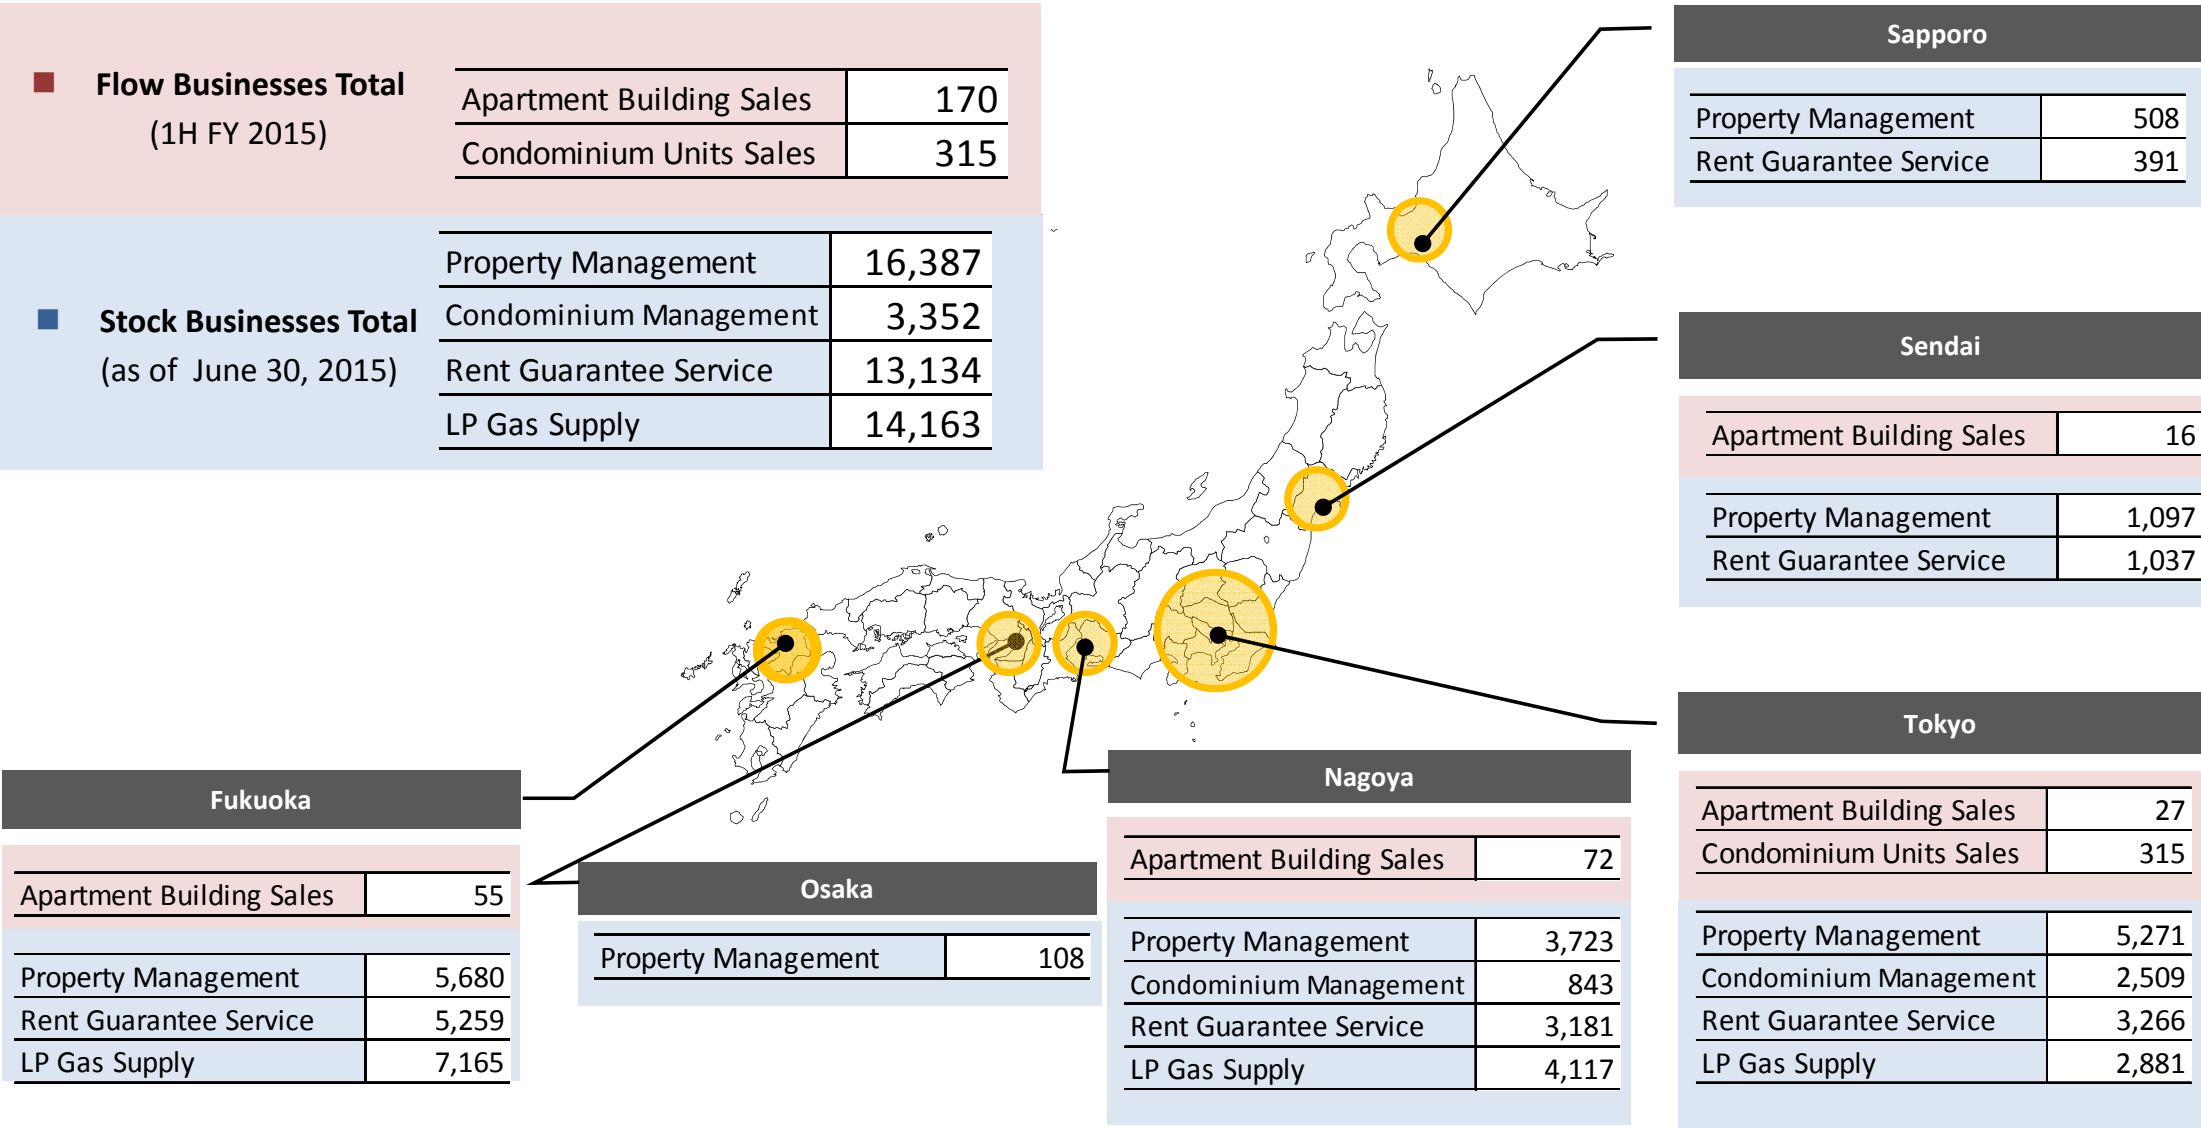 Flow Businesses Total
(1H FY 2015)
Apartment Building Sales 170
Condominium Units Sales 315
Stock Businesses Total
(as of June 30, 2015)
Property Management 16,387
Condominium Management 3,352
Rent Guarantee Service 13,134
LP Gas Supply 14,163
Sapporo
Property Management 508
Rent Guarantee Service 391
Sendai
Apartment Building Sales 16
Property Management 1,097
Rent Guarantee Service 1,037
Tokyo
Apartment Building Sales 27
Condominium Units Sales 315
Property Management 5,271
Condominium Management 2,509
Rent Guarantee Service 3,266
LP Gas Supply 2,881
Nagoya
Apartment Building Sales 72
Property Management 3,723
Condominium Management 843
Rent Guarantee Service 3,181
LP Gas Supply 4,117
Osaka
Property Management 108
Fukuoka
Apartment Building Sales 55
Property Management 5,680
Rent Guarantee Service 5,259
LP Gas Supply 7,165